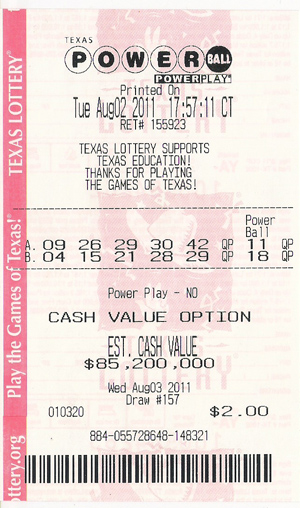 TEXAS
POWER BALL
POWERPLAY
Printed On
Tue Aug02 2011 17:57:11 CT
RET# 155923
TEXAS LOTTERY SUPPORTS
TEXAS EDUCATION!
THANKS FOR PLAYING
THE GAMES OF TEXAS!
Power
Ball
A. 09 26 29 30 42 QP 11 QP
B. 04 15 21 28 29 QP 18 QP
Power Play - NO
CASH VALUE OPTION
EST. CASH VALUE
$85,200,000
Wed Aug03 2011
Draw #157
010320 $2.00
884-055728648-148321
TEXAS LOTTERY®
Play the Games of Texas!®
ottery.org